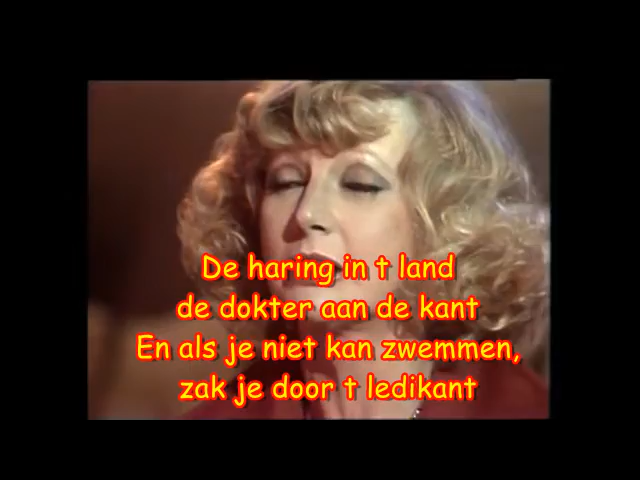 De haring in t land
de dokter aan de kant
En als je niet kan zwemmen,
zak je door t ledikant